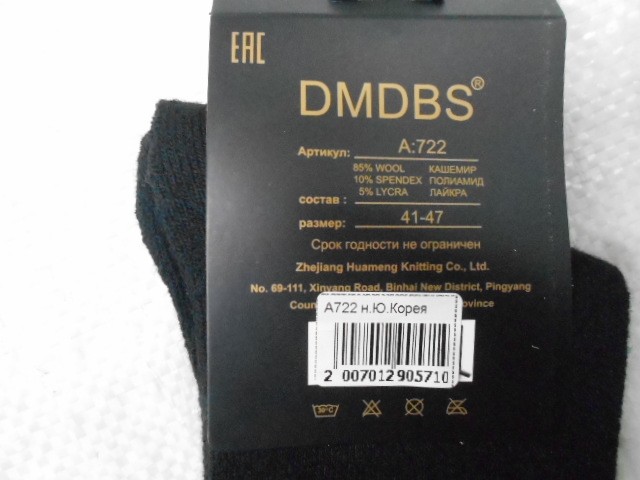 EAC
DMDBS®
Артикул: A:722
85% WOOL КАШЕМИР
10% SPENDEX ПОЛИАМИД
5% LYCRA ЛАЙКРА
состав :
размер: 41-47
Срок годности не ограничен
Zhejiang Huameng Knitting Co., Ltd.
No. 69-111, Xinyang Road, Binhai New District, Pingyang
А722 н.Ю.Корея
2 007012 905710
30°C